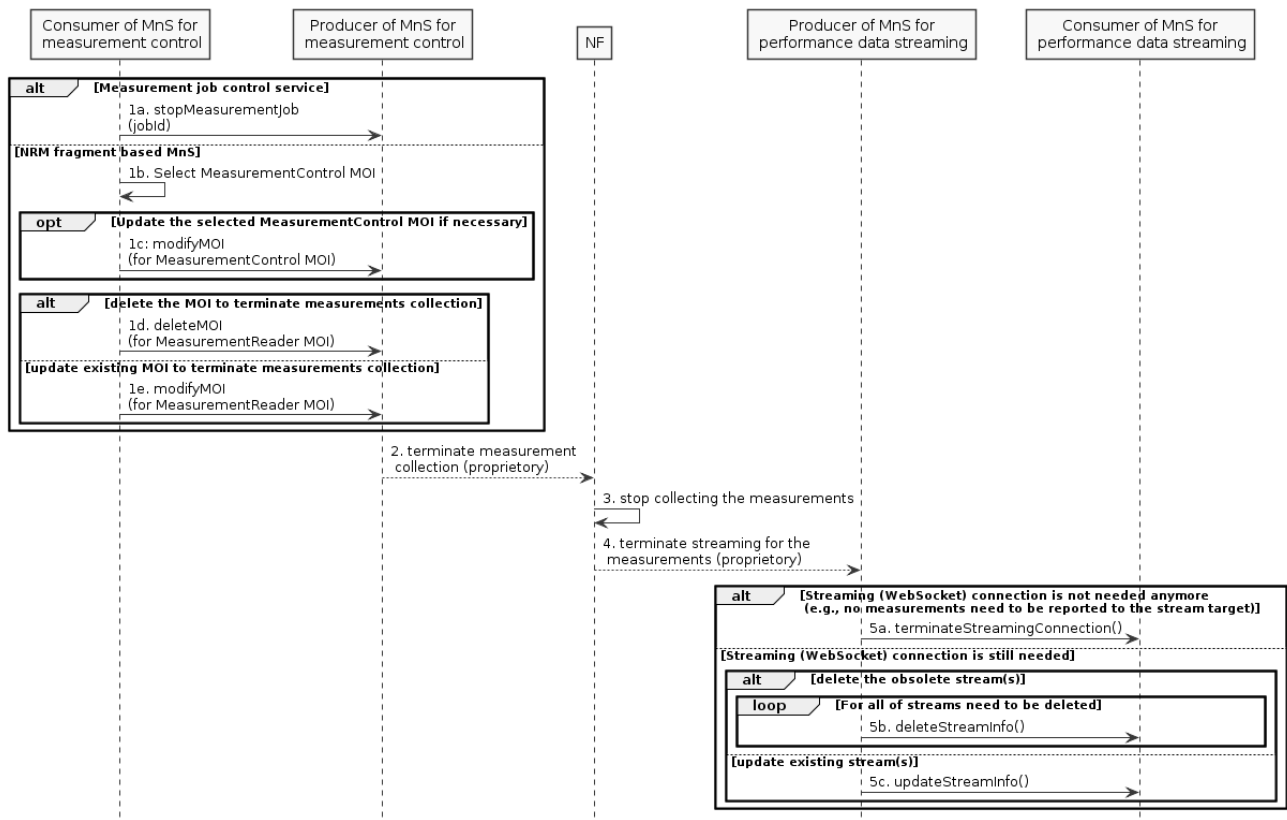 Consumer of MnS for
measurement control
Producer of MnS for
measurement control
NF
Producer of MnS for
performance data streaming
Consumer of MnS for
performance data streaming
alt [Measurement job control service]
1a. stopMeasurementJob
(jobId)
[NRM fragment based MnS]
1b. Select MeasurementControl MOI
opt [Update the selected MeasurementControl MOI if necessary]
1c: modifyMOI
(for MeasurementControl MOI)
alt [delete the MOI to terminate measurements collection]
1d. deleteMOI
(for MeasurementReader MOI)
[update existing MOI to terminate measurements collection]
1e. modifyMOI
(for MeasurementReader MOI)
2. terminate measurement
collection (proprietory)
3. stop collecting the measurements
4. terminate streaming for the
measurements (proprietory)
alt [Streaming (WebSocket) connection is not needed anymore
(e.g., no measurements need to be reported to the stream target)]
5a. terminateStreamingConnection()
[Streaming (WebSocket) connection is still needed]
alt [delete the obsolete stream(s)]
loop [For all of streams need to be deleted]
5b. deleteStreamInfo()
[update existing stream(s)]
5c. updateStreamInfo()